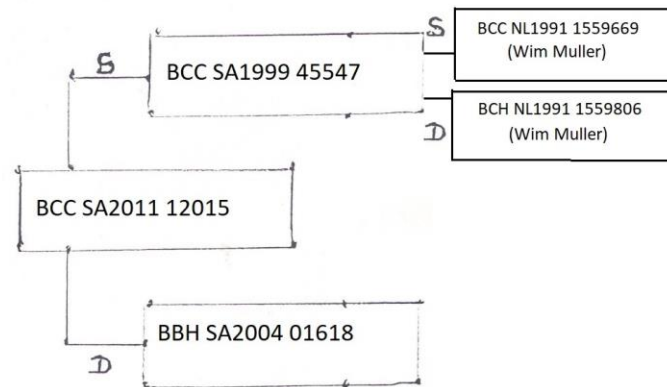 S
BCC NL1991 1559669
(Wim Muller)
S
BCC SA1999 45547
BCH NL1991 1559806
(Wim Muller)
D
BCC SA2011 12015
BBH SA2004 01618
D